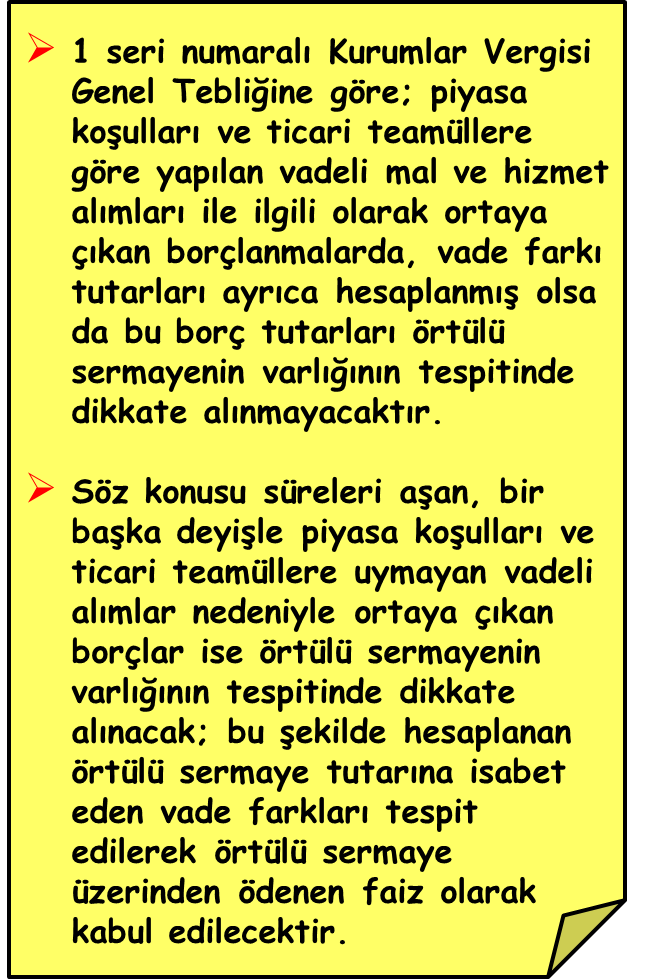 1 seri numaralı Kurumlar Vergisi
Genel Tebliğine göre; piyasa
koşulları ve ticari teamüllere
göre yapılan vadeli mal ve hizmet
alımları ile ilgili olarak ortaya
çıkan borçlanmalarda, vade farkı
tutarları ayrıca hesaplanmış olsa
da bu borç tutarları örtülü
sermayenin varlığının tespitinde
dikkate alınmayacaktır.
Söz konusu süreleri aşan, bir
başka deyişle piyasa koşulları ve
ticari teamüllere uymayan vadeli
alımlar nedeniyle ortaya çıkan
borçlar ise örtülü sermayenin
varlığının tespitinde dikkate
alınacak; bu şekilde hesaplanan
örtülü sermaye tutarına isabet
eden vade farkları tespit
edilerek örtülü sermaye
üzerinden ödenen faiz olarak
kabul edilecektir.